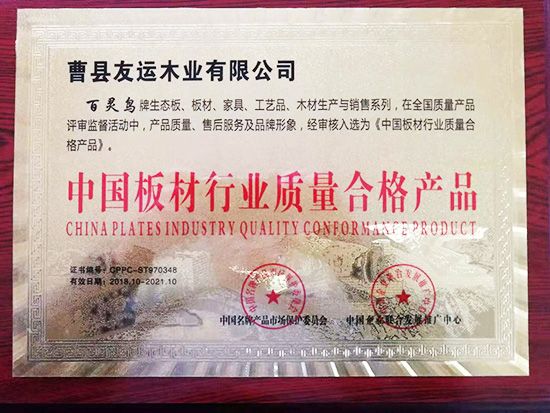 曹县友运木业有限公司
百灵鸟牌生态板、板材、家具、工艺品、木材生产与销售系列，在全国质量产品
评审监督活动中，产品质量、售后服务及品牌形象，经审核入选为《中国板材行业质量合
格产品》。
中国板材行业质量合格产品
CHINA PLATES INDUSTRY QUALITY CONFORMANCE PRODUCT
证书编号：CPPC-ST970348
有效日期：2018.10-2021.10
中国名牌产品市场保护委员会
中国企业联合发展推广中心